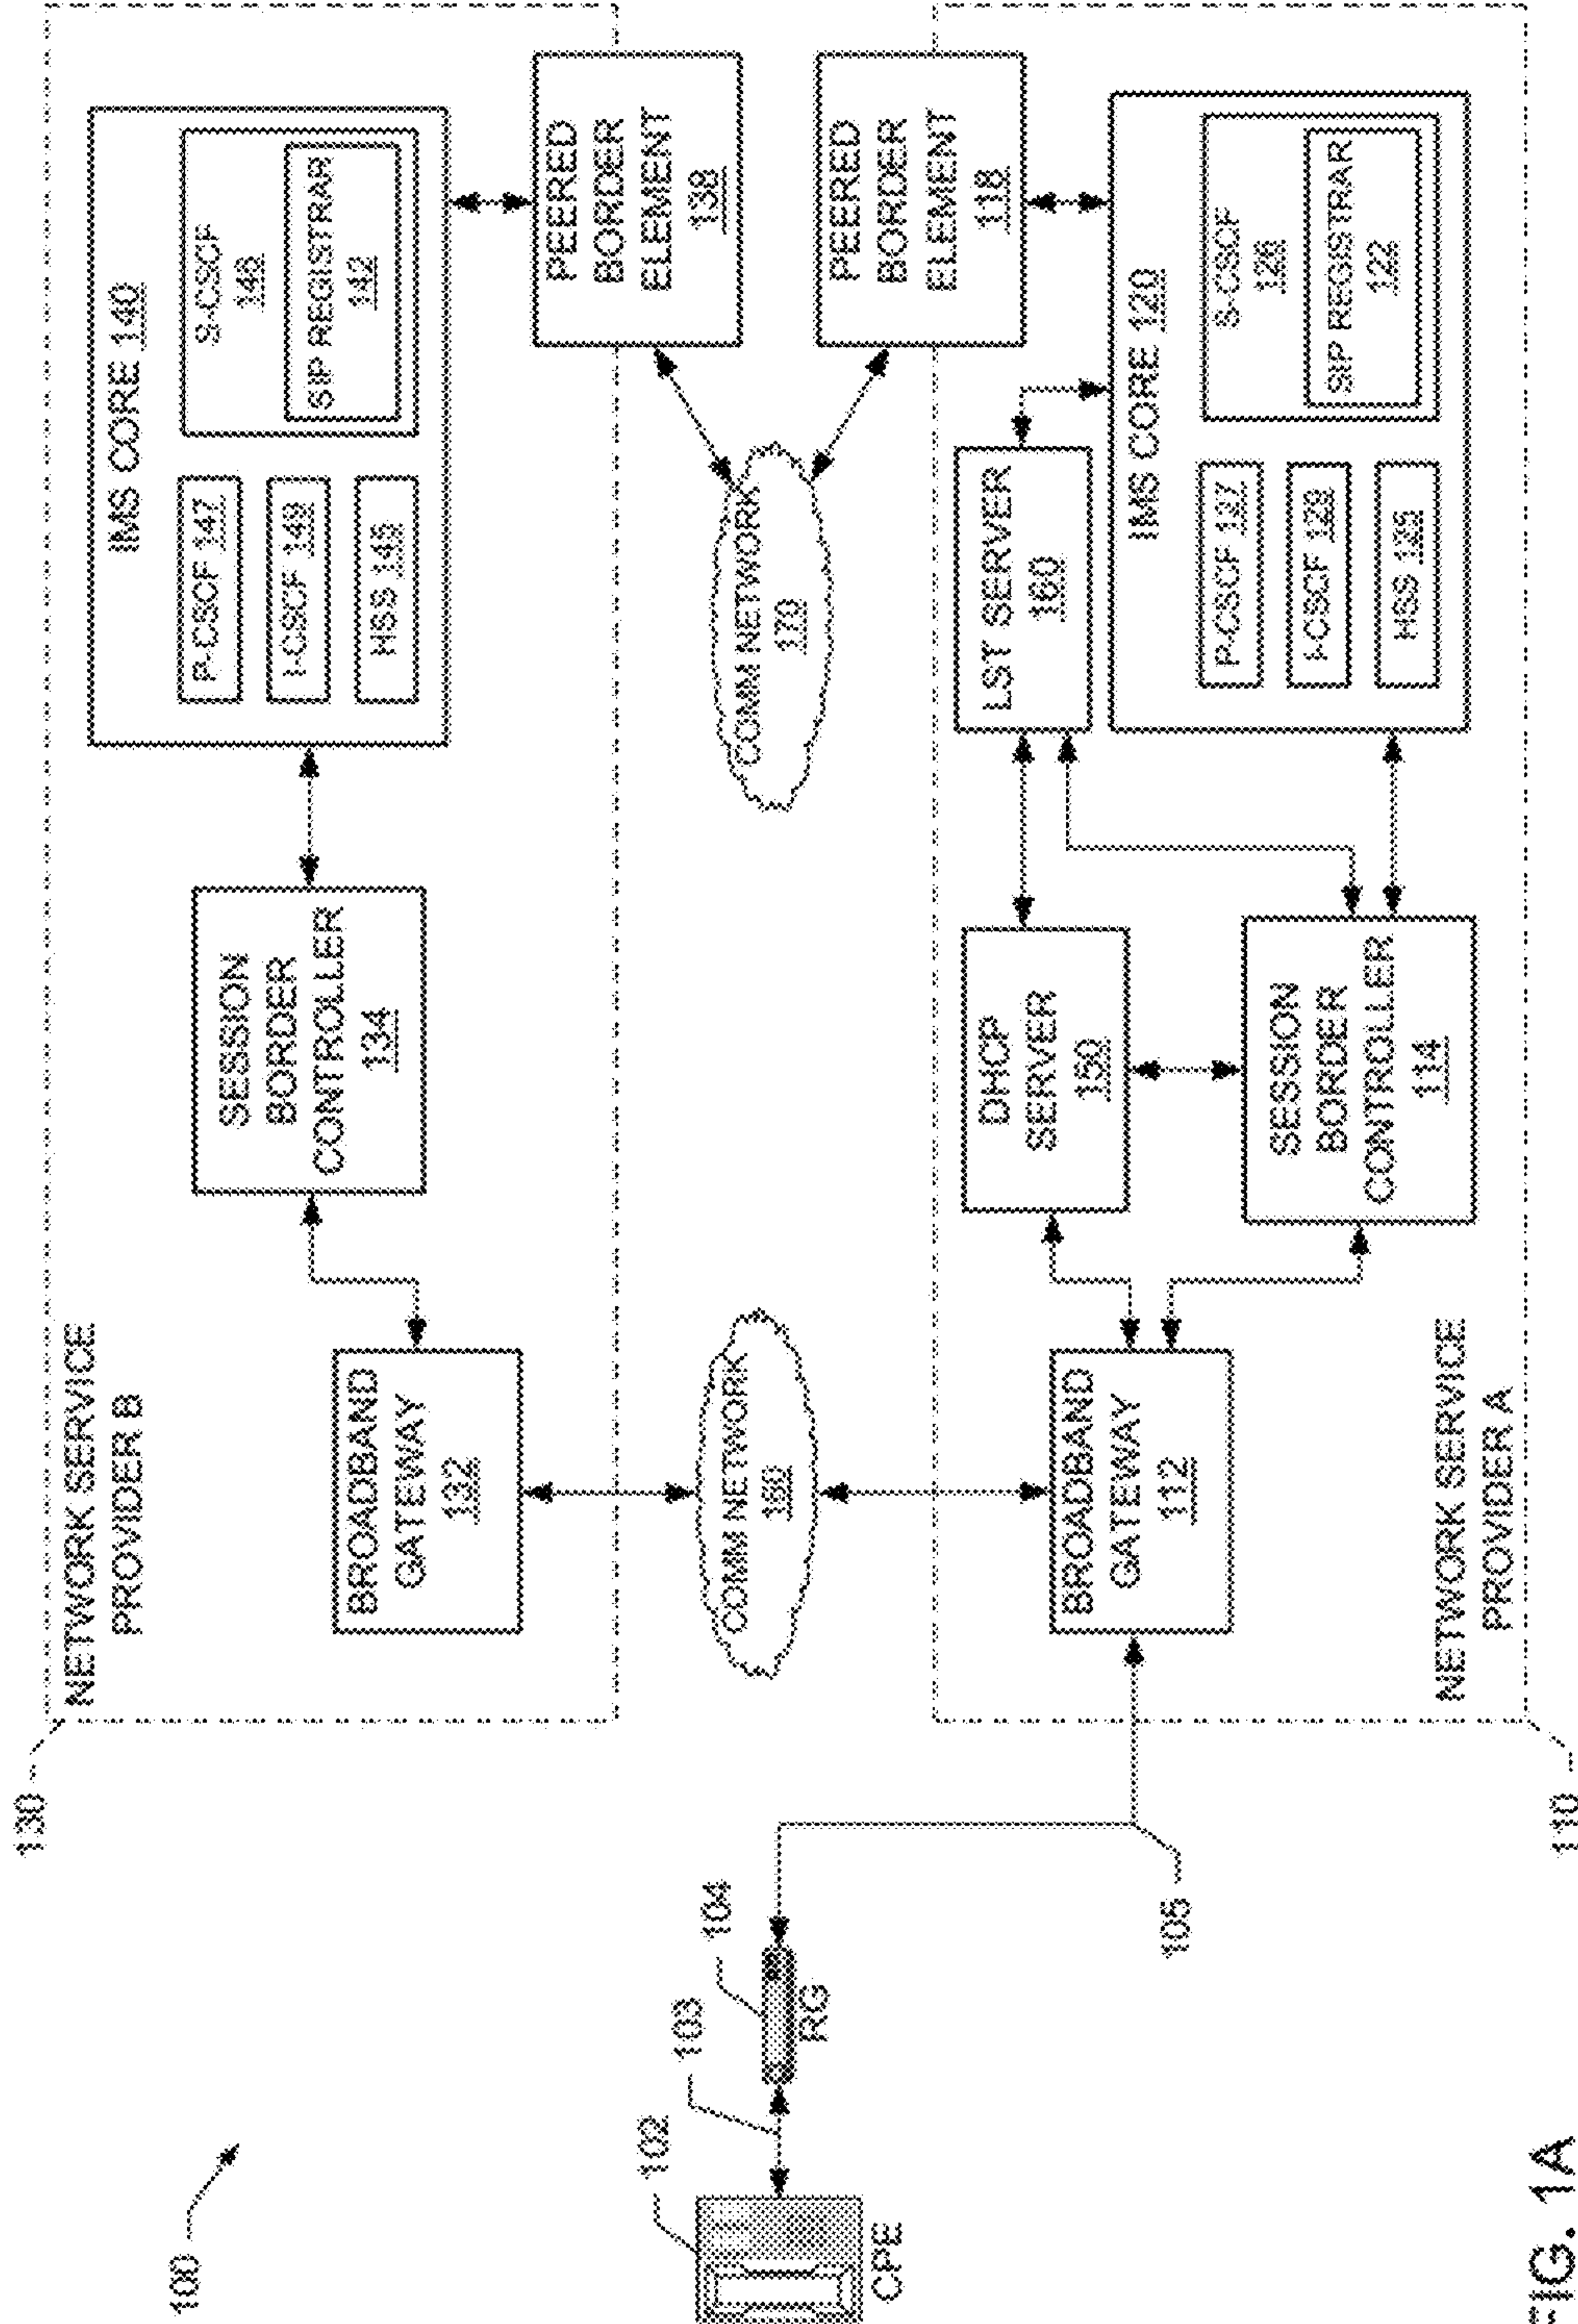 100
130
NETWORK SERVICE
PROVIDER B
BROADBAND
GATEWAY
132
SESSION
BORDER
CONTROLLER
134
IMS CORE 140
P-CSCF 147
I-CSCF 149
HSS 145
S-CSCF
148
SIP REGISTRAR
142
PEERED
BORDER
ELEMENT
138
102
103
104
CPE
RG
105
COMM NETWORK
COMM NETWORK
170
PEERED
BORDER
ELEMENT
118
BROADBAND
GATEWAY
112
DHCP
SERVER
150
LST SERVER
160
SESSION
BORDER
CONTROLLER
114
IMS CORE 120
P-CSCF 127
I-CSCF 129
HSS 125
S-CSCF
128
SIP REGISTRAR
122
NETWORK SERVICE
PROVIDER A
110
FIG. 1A